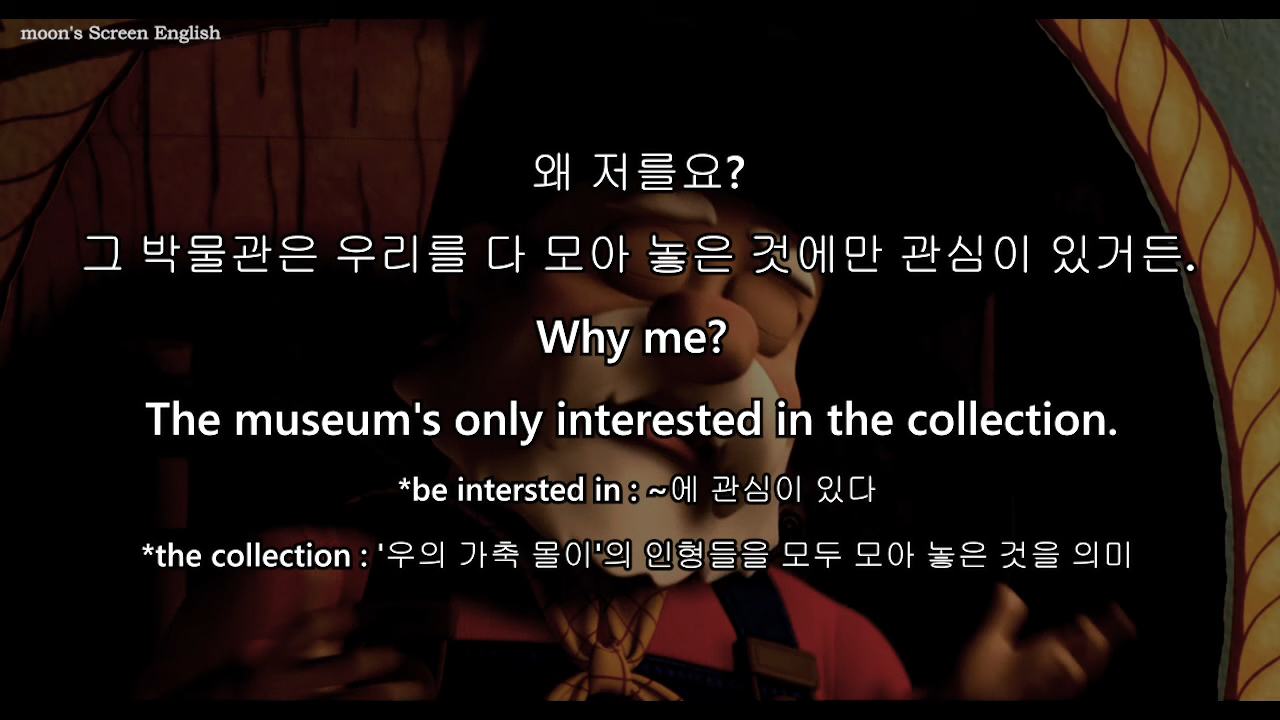 moon's Screen English
왜 저를요?
그 박물관은 우리를 다 모아 놓은 것에만 관심이 있거든.
Why me?
The museum's only interested in the collection.
*be intersted in : ~에 관심이 있다
*the collection : '우의 가축 몰이'의 인형들을 모두 모아 놓은 것을 의미